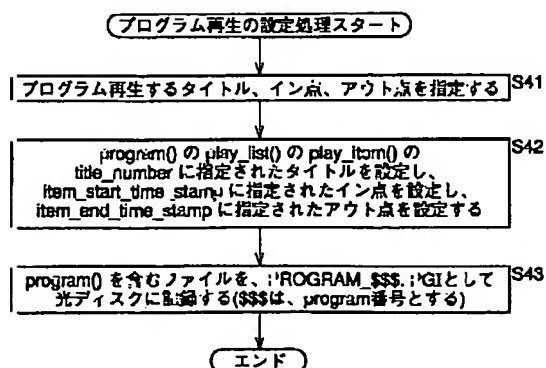 プログラム再生の設定処理スタート
プログラム再生するタイトル、イン点、アウト点を指定する
S41
program() の play_list() の play_item() の
S42
title_number に指定されたタイトルを設定し、
item_start_time_stamp に指定されたイン点を設定し、
item_end_time_stamp に指定されたアウト点を設定する
program() を含むファイルを、PROGRAM_$$$.PGIとして
S43
光ディスクに記録する($$$は、program番号とする)
エンド